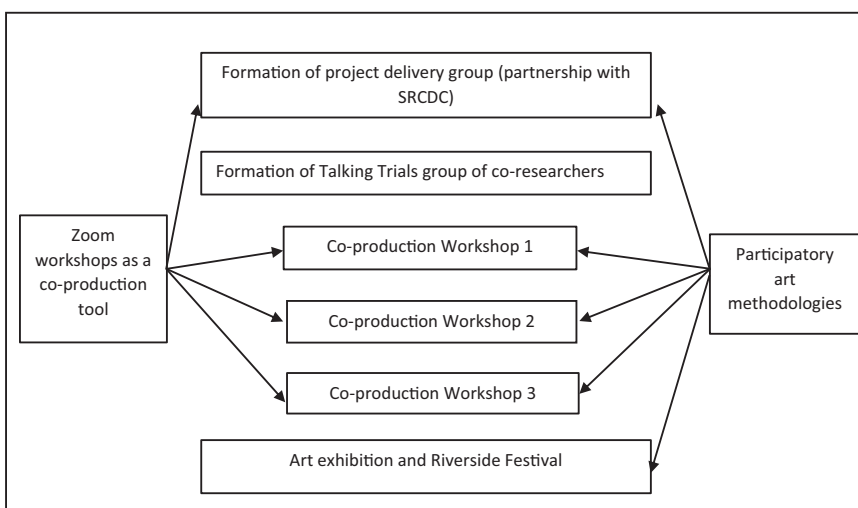 Formation of project delivery group (partnership with
SRCDC)
Formation of Talking Trials group of co-researchers
Zoom
workshops as a
co-production
tool
Co-production Workshop 1
Co-production Workshop 2
Co-production Workshop 3
Participatory
art
methodologies
Art exhibition and Riverside Festival